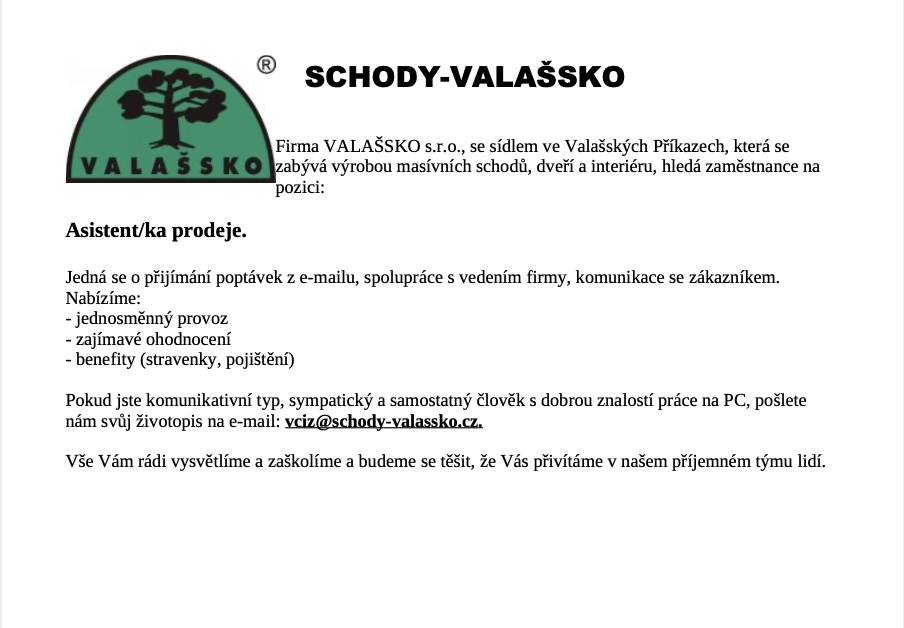 ®
SCHODY-VALAŠSKO
VALAŠSKO
Firma VALAŠSKO s.r.o., se sídlem ve Valašských Příkazech, která se
zabývá výrobou masívních schodů, dveří a interiéru, hledá zaměstnance na
pozici:
Asistent/ka prodeje.
Jedná se o přijímání poptávek z e-mailu, spolupráce s vedením firmy, komunikace se zákazníkem.
Nabízíme:
- jednosměnný provoz
- zajímavé ohodnocení
- benefity (stravenky, pojištění)
Pokud jste komunikativní typ, sympatický a samostatný člověk s dobrou znalostí práce na PC, pošlete
nám svůj životopis na e-mail: vciz@schody-valassko.cz.
Vše Vám rádi vysvětlíme a zaškolíme a budeme se těšit, že Vás přivítáme v našem příjemném týmu lidí.